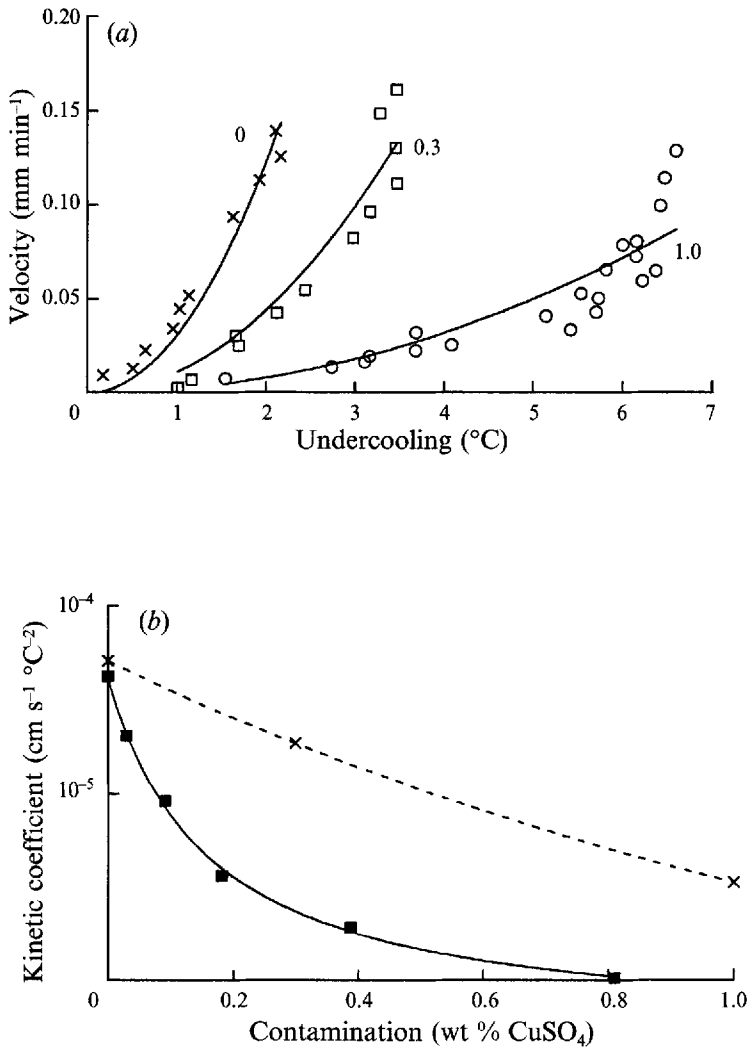 (a)
0.20
0.15
0.10
0.05
0
0.3
1.0
Velocity (mm min⁻¹)
0 1 2 3 4 5 6 7
Undercooling (°C)
(b)
10⁻⁴
10⁻⁵
Kinetic coefficient (cm s⁻¹ °C⁻²)
0 0.2 0.4 0.6 0.8 1.0
Contamination (wt % CuSO₄)